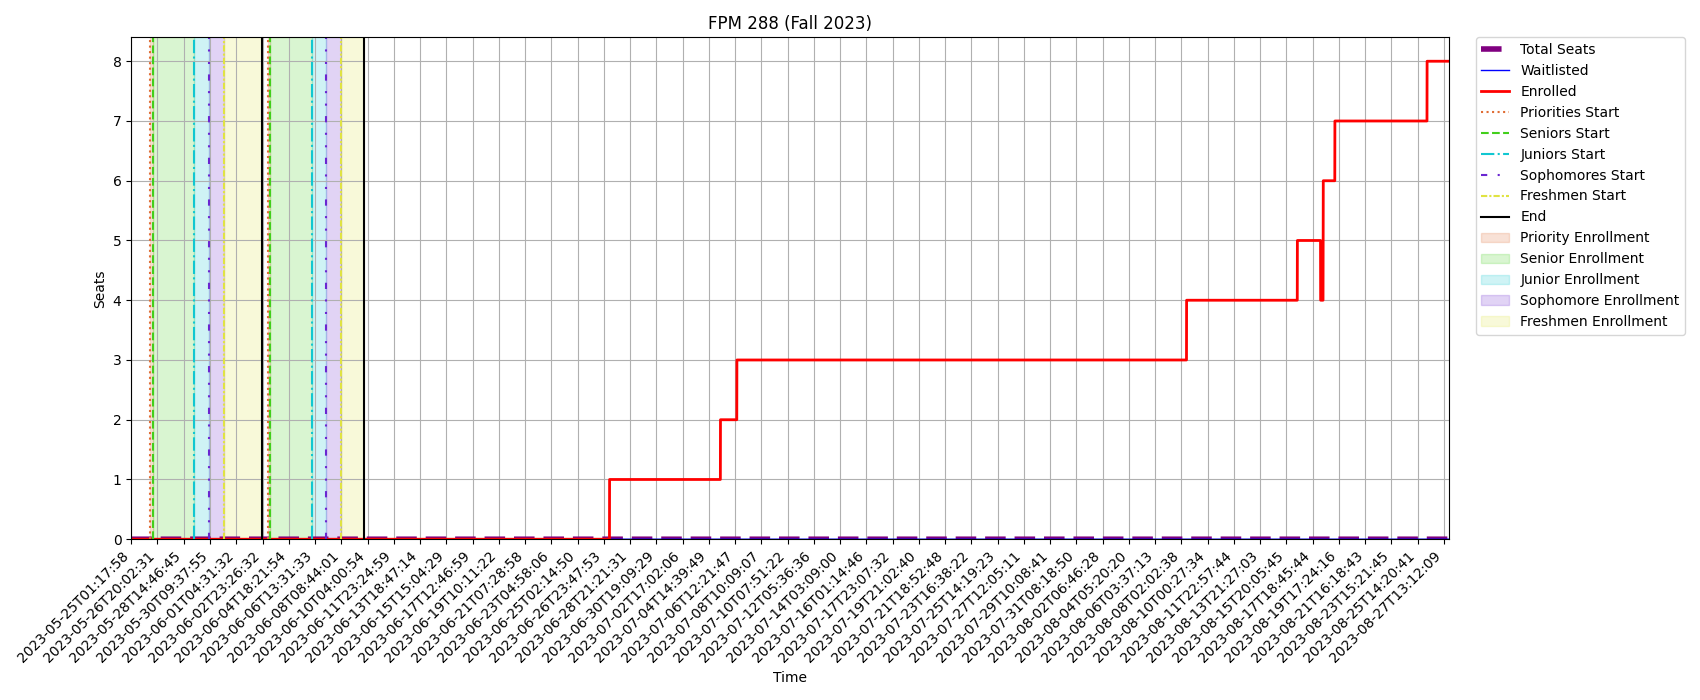 FPM 288 (Fall 2023)
Seats
8
7
6
5
4
3
2
1
0
2023-05-25T01:17:58
2023-05-26T20:02:31
2023-05-28T14:46:45
2023-05-30T09:37:55
2023-06-01T04:31:32
2023-06-02T23:26:32
2023-06-04T18:21:54
2023-06-06T13:31:33
2023-06-08T08:44:01
2023-06-10T04:00:54
2023-06-11T23:24:59
2023-06-13T18:47:14
2023-06-15T15:04:29
2023-06-17T12:46:59
2023-06-19T10:11:22
2023-06-21T07:28:58
2023-06-23T04:58:06
2023-06-25T02:14:50
2023-06-26T23:47:53
2023-06-28T21:21:31
2023-06-30T19:09:29
2023-07-02T17:02:06
2023-07-04T14:39:49
2023-07-06T12:21:47
2023-07-08T10:09:07
2023-07-10T07:51:22
2023-07-12T05:36:36
2023-07-14T03:09:00
2023-07-16T01:14:46
2023-07-17T23:07:32
2023-07-19T21:02:40
2023-07-21T18:52:48
2023-07-23T16:38:22
2023-07-25T14:19:23
2023-07-27T12:05:11
2023-07-29T10:08:41
2023-07-31T08:18:50
2023-08-02T06:46:28
2023-08-04T05:20:20
2023-08-06T03:37:13
2023-08-08T02:02:38
2023-08-10T00:27:34
2023-08-11T22:57:44
2023-08-13T21:27:03
2023-08-15T20:05:45
2023-08-17T18:45:44
2023-08-19T17:24:16
2023-08-21T16:18:43
2023-08-23T15:21:45
2023-08-25T14:20:41
2023-08-27T13:12:09
Time
Total Seats
Waitlisted
Enrolled
Priorities Start
Seniors Start
Juniors Start
Sophomores Start
Freshmen Start
End
Priority Enrollment
Senior Enrollment
Junior Enrollment
Sophomore Enrollment
Freshmen Enrollment